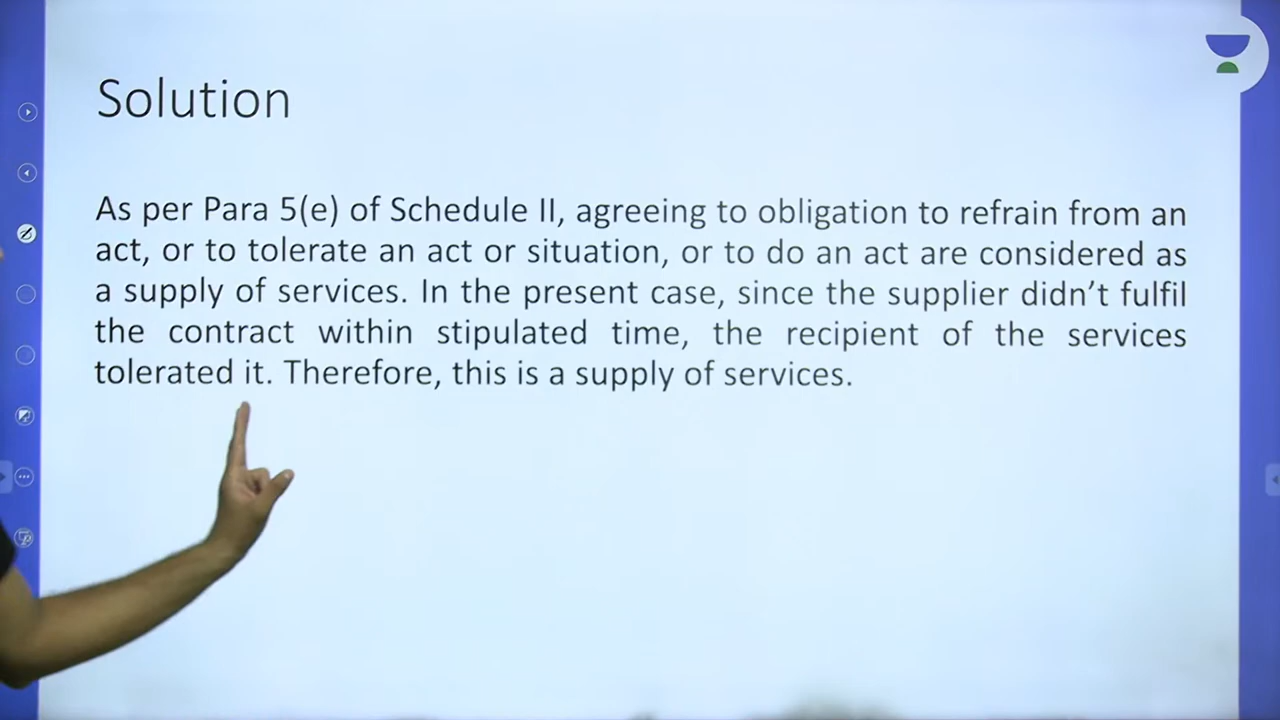 Solution
As per Para 5(e) of Schedule II, agreeing to obligation to refrain from an
act, or to tolerate an act or situation, or to do an act are considered as
a supply of services. In the present case, since the supplier didn’t fulfil
the contract within stipulated time, the recipient of the services
tolerated it. Therefore, this is a supply of services.